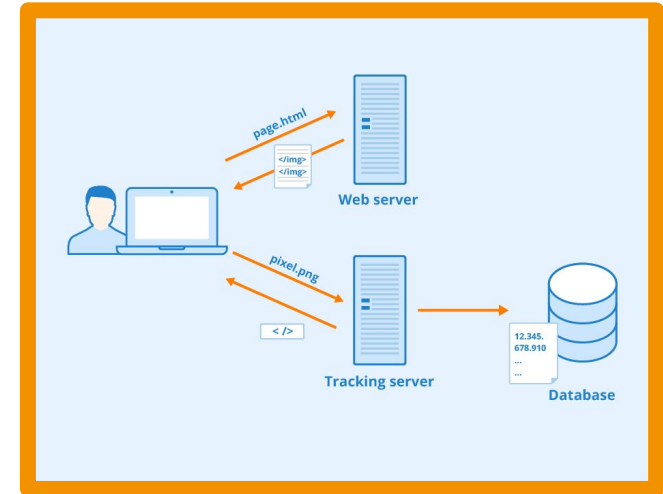 page.html
</img>
</img>
Web server
pixel.png
< />
Tracking server
12.345.
678.910
...
...
Database